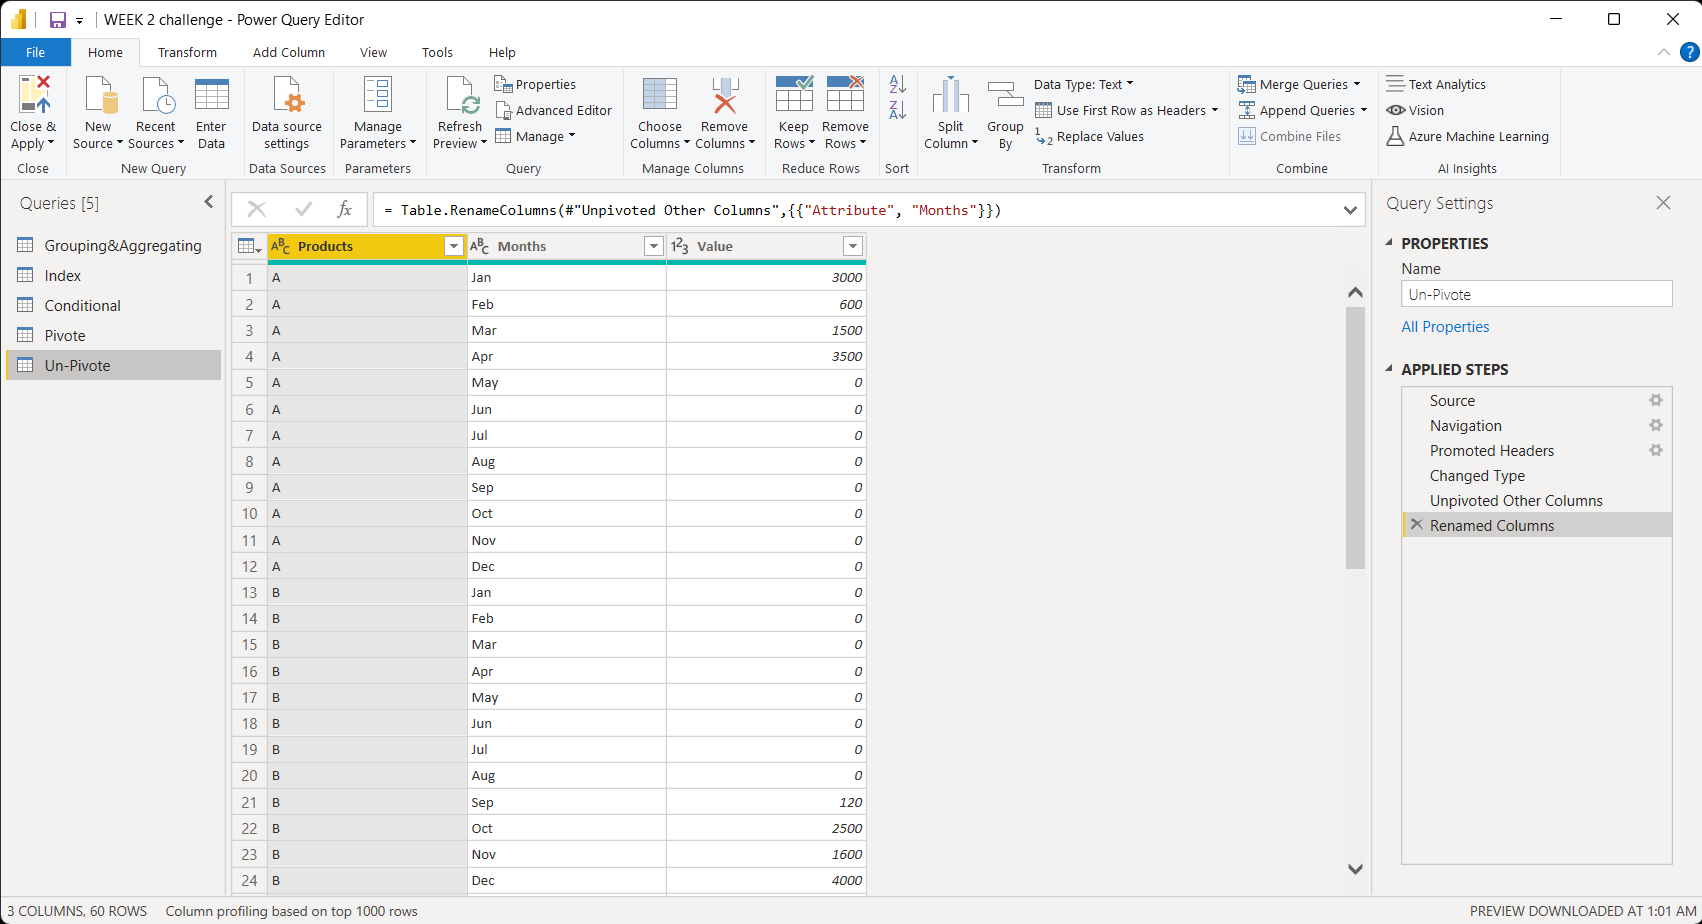 WEEK 2 challenge - Power Query Editor
File Home Transform Add Column View Tools Help
?
Close & Apply
Close
New Source
Recent Sources
Enter Data
New Query
Data source settings
Data Sources
Manage Parameters
Parameters
Refresh Preview
Properties
Advanced Editor
Manage
Query
Choose Columns
Remove Columns
Manage Columns
Keep Rows
Remove Rows
Reduce Rows
A Z
Z A
Sort
Split Column
Group By
Data Type: Text
Use First Row as Headers
1 2 Replace Values
Transform
Merge Queries
Append Queries
Combine Files
Combine
Text Analytics
Vision
Azure Machine Learning
AI Insights
Queries [5]
Grouping&Aggregating
Index
Conditional
Pivote
Un-Pivote
fx
= Table.RenameColumns(#"Unpivoted Other Columns",{{"Attribute", "Months"}})
ABC Products ABC Months 123 Value
1 A Jan 3000
2 A Feb 600
3 A Mar 1500
4 A Apr 3500
5 A May 0
6 A Jun 0
7 A Jul 0
8 A Aug 0
9 A Sep 0
10 A Oct 0
11 A Nov 0
12 A Dec 0
13 B Jan 0
14 B Feb 0
15 B Mar 0
16 B Apr 0
17 B May 0
18 B Jun 0
19 B Jul 0
20 B Aug 0
21 B Sep 120
22 B Oct 2500
23 B Nov 1600
24 B Dec 4000
Query Settings
PROPERTIES
Name
Un-Pivote
All Properties
APPLIED STEPS
Source
Navigation
Promoted Headers
Changed Type
Unpivoted Other Columns
Renamed Columns
3 COLUMNS, 60 ROWS Column profiling based on top 1000 rows
PREVIEW DOWNLOADED AT 1:01 AM